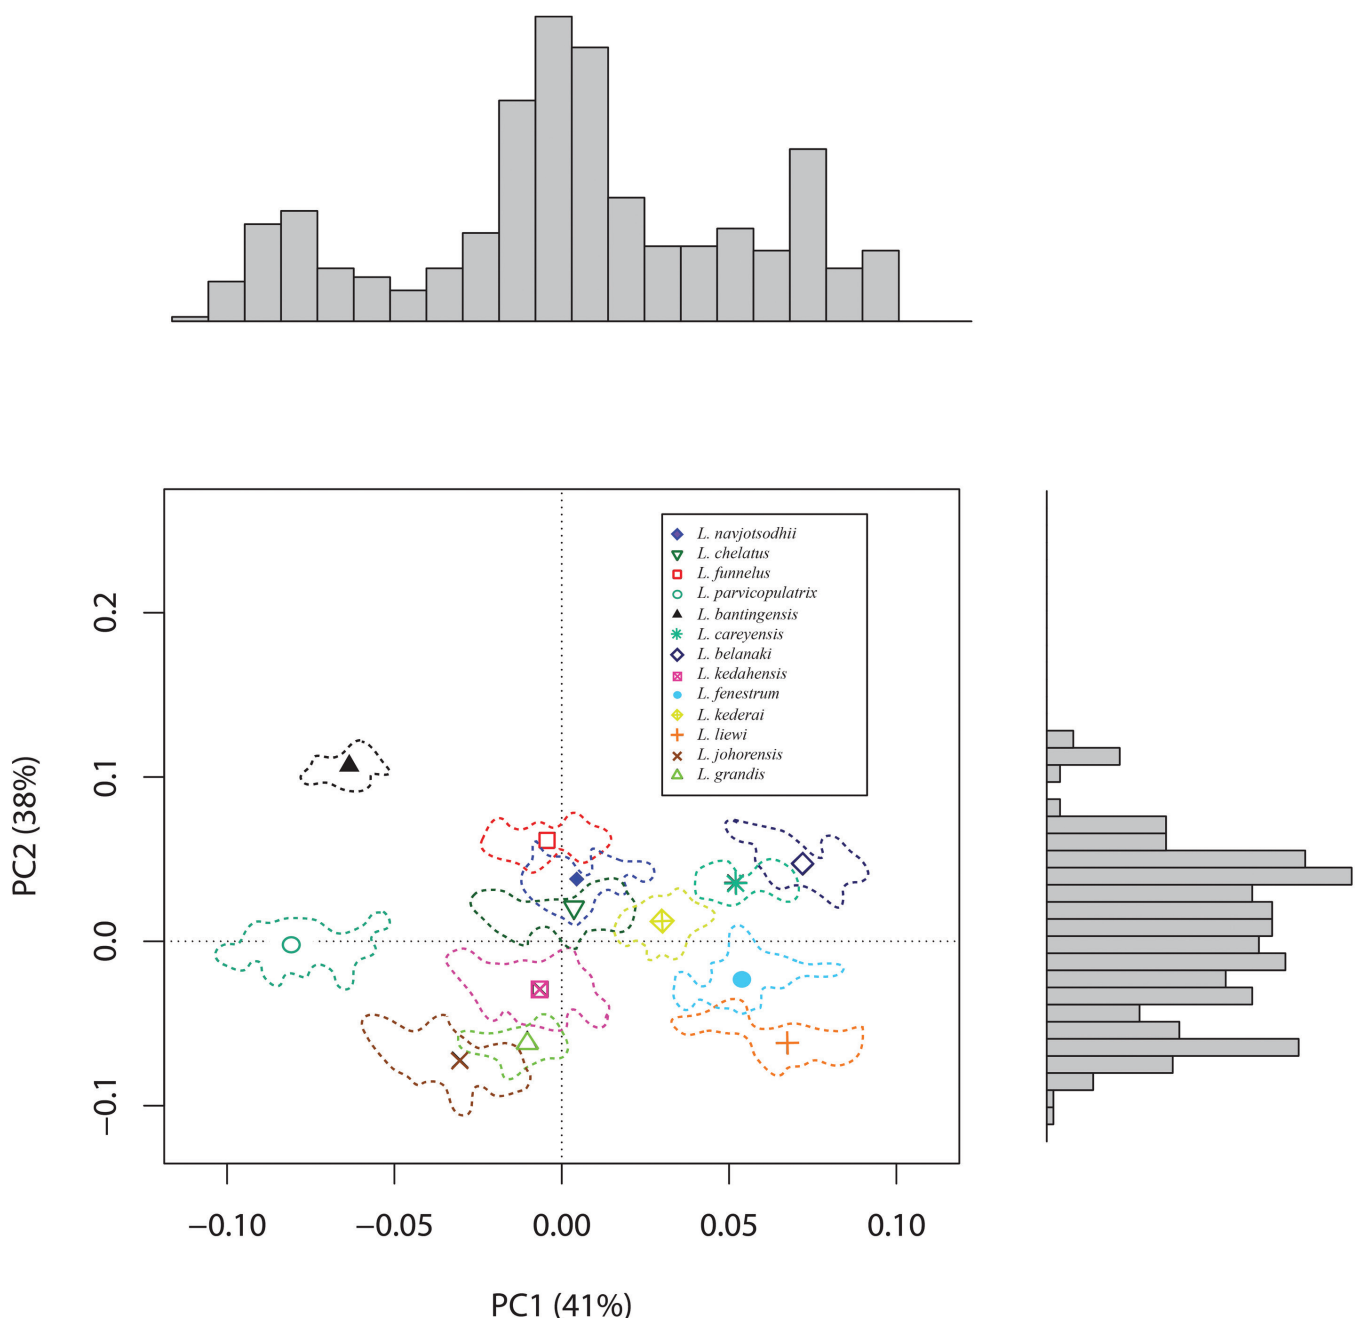 L. navjotsodhii
L. chelatus
L. funnelus
L. parvicopulatrix
L. bantingensis
L. careyensis
L. belanaki
L. kedahensis
L. fenestrum
L. kederai
L. liewi
L. johorensis
L. grandis
0.2
0.1
0.0
−0.1
PC2 (38%)
−0.10 −0.05 0.00 0.05 0.10
PC1 (41%)